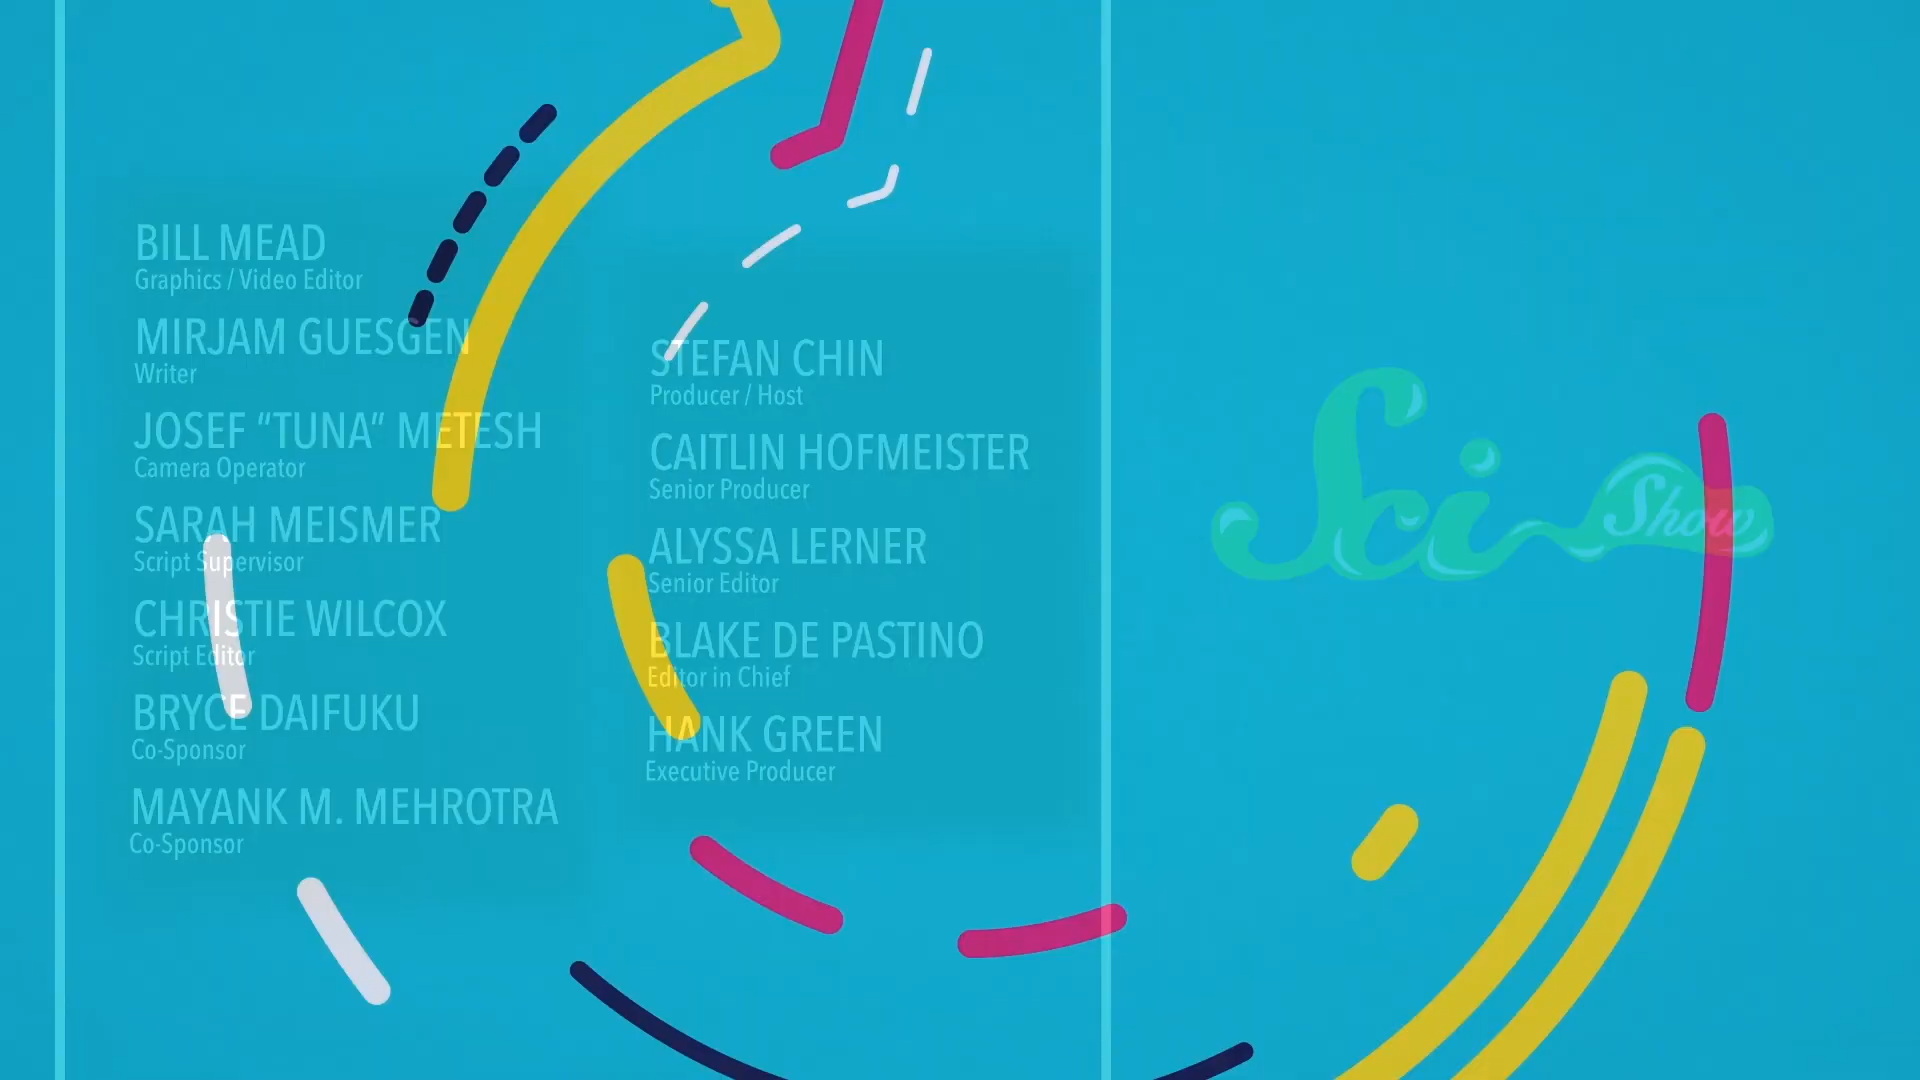 BILL MEAD
Graphics / Video Editor
MIRJAM GUESGEN
Writer
JOSEF “TUNA” METESH
Camera Operator
SARAH MEISMER
Script Supervisor
CHRISTIE WILCOX
Script Editor
BRYCE DAIFUKU
Co-Sponsor
MAYANK M. MEHROTRA
Co-Sponsor
STEFAN CHIN
Producer / Host
CAITLIN HOFMEISTER
Senior Producer
ALYSSA LERNER
Senior Editor
BLAKE DE PASTINO
Editor in Chief
HANK GREEN
Executive Producer
Sci Show